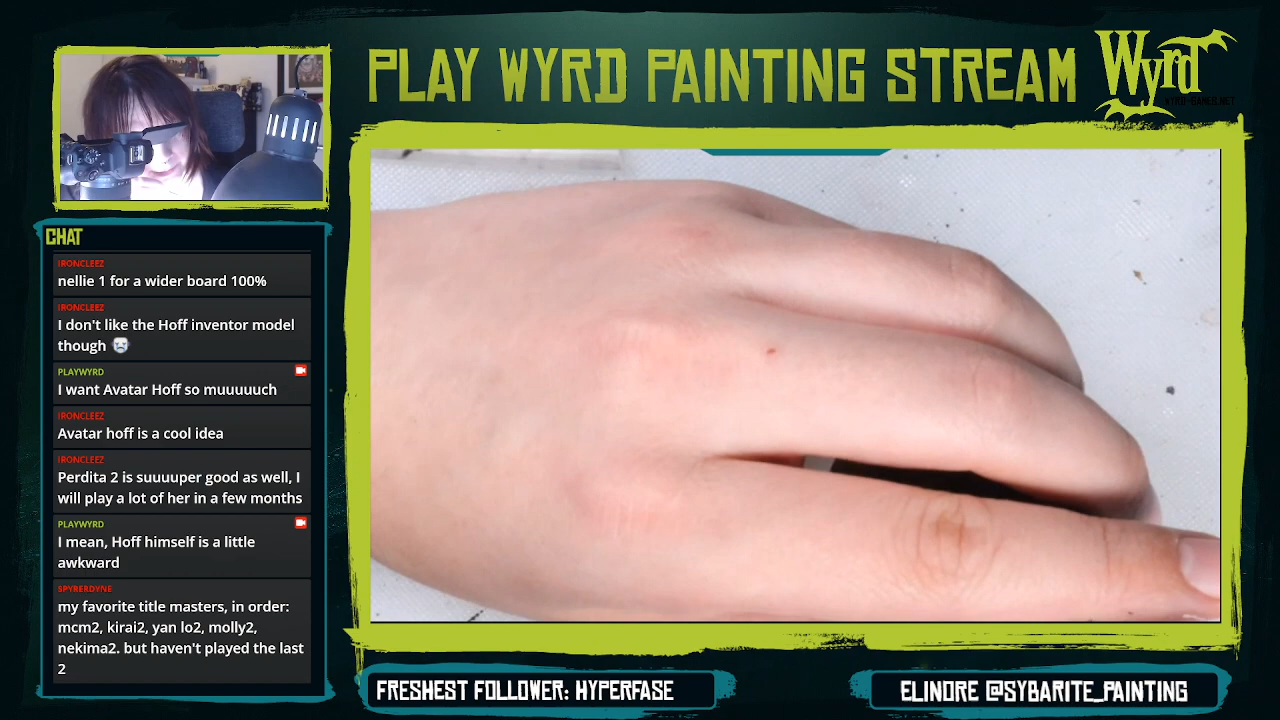 PLAY WYRD PAINTING STREAM
Wyrd
WYRD-GAMES.NET
CHAT
IRONCLEEZ
nellie 1 for a wider board 100%
IRONCLEEZ
I don't like the Hoff inventor model
though 😭
PLAYWYRD
I want Avatar Hoff so muuuuuch
IRONCLEEZ
Avatar hoff is a cool idea
IRONCLEEZ
Perdita 2 is suuuuper good as well, I
will play a lot of her in a few months
PLAYWYRD
I mean, Hoff himself is a little
awkward
SPYRERDYNE
my favorite title masters, in order:
mcm2, kirai2, yan lo2, molly2,
nekima2. but haven't played the last
2
FRESHEST FOLLOWER: HYPERFASE
ELINORE @SYBARITE_PAINTING